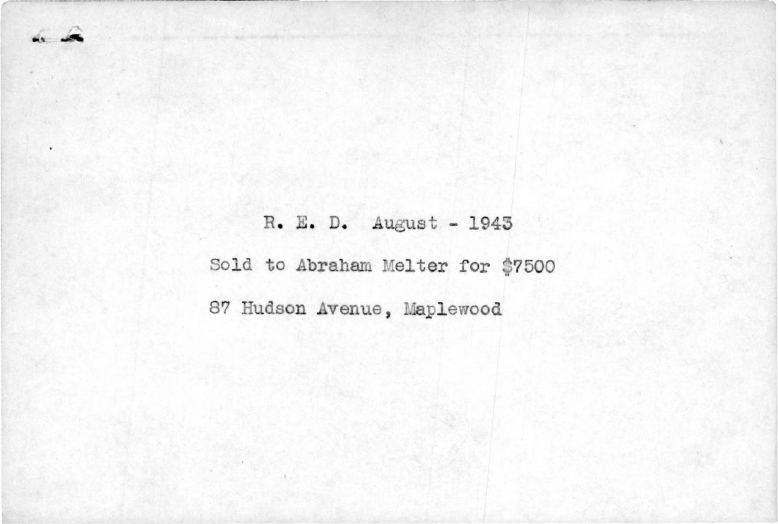 R. E. D. August - 1943
Sold to Abraham Melter for $7500
87 Hudson Avenue, Maplewood